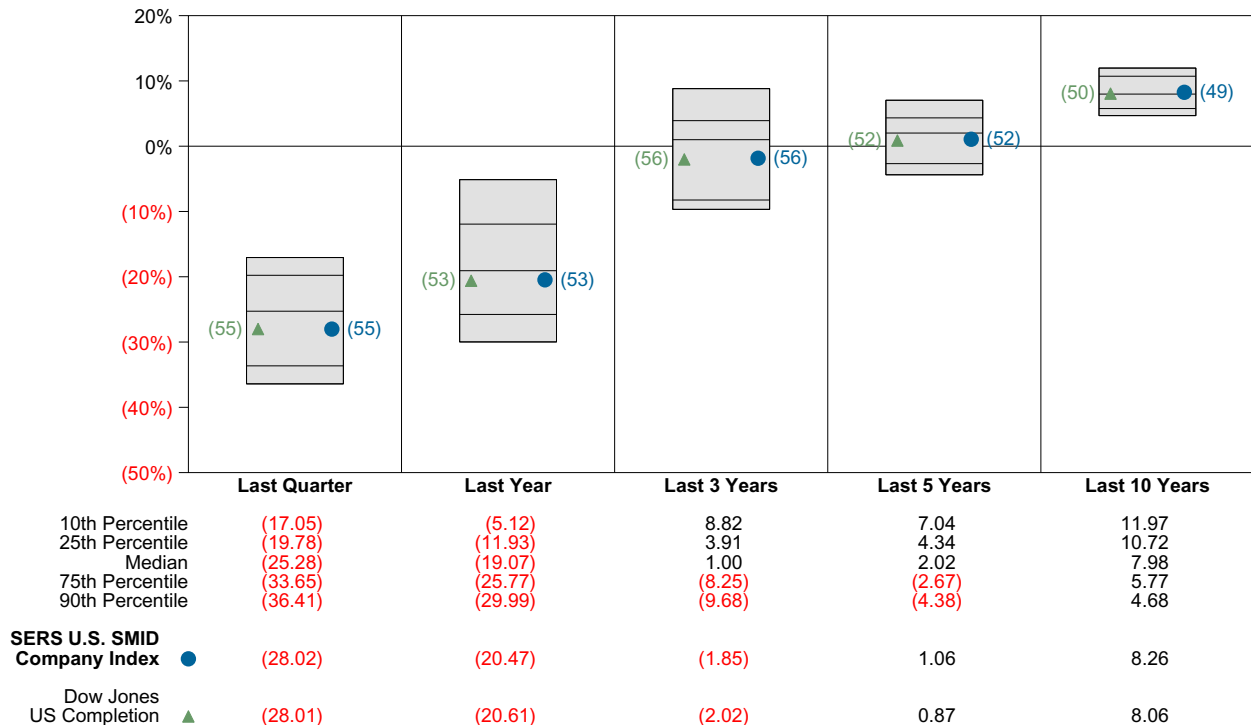 20%
10%
0%
(10%)
(20%)
(30%)
(40%)
(50%)
(55) (55)
(53) (53)
(56) (56)
(52) (52)
(50) (49)
Last Quarter Last Year Last 3 Years Last 5 Years Last 10 Years
10th Percentile (17.05) (5.12) 8.82 7.04 11.97
25th Percentile (19.78) (11.93) 3.91 4.34 10.72
Median (25.28) (19.07) 1.00 2.02 7.98
75th Percentile (33.65) (25.77) (8.25) (2.67) 5.77
90th Percentile (36.41) (29.99) (9.68) (4.38) 4.68
SERS U.S. SMID
Company Index (28.02) (20.47) (1.85) 1.06 8.26
Dow Jones
US Completion (28.01) (20.61) (2.02) 0.87 8.06